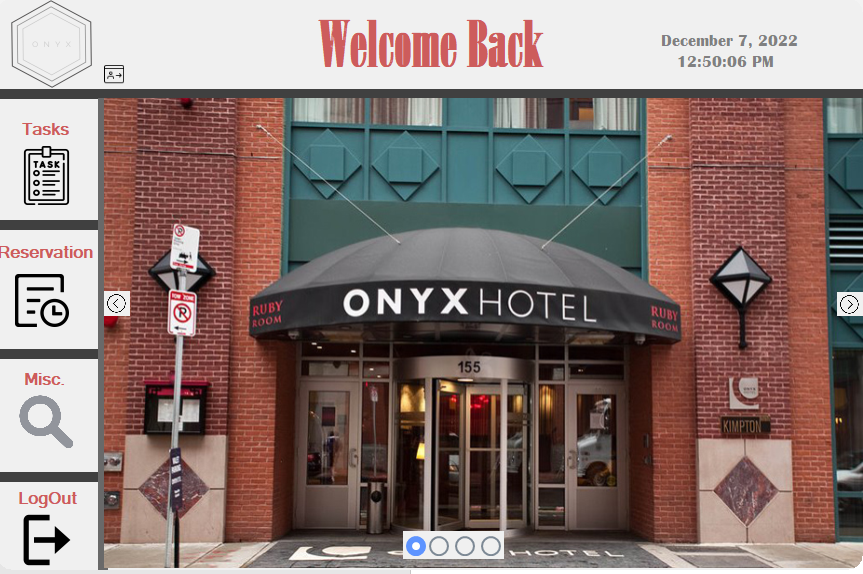 ONYX
Welcome Back
December 7, 2022
12:50:06 PM
Tasks
TASK
Reservation
Misc.
LogOut
ONYX HOTEL
RUBY
ROOM
RUBY
ROOM
155
TOW ZONE
KIMPTON
HOTEL